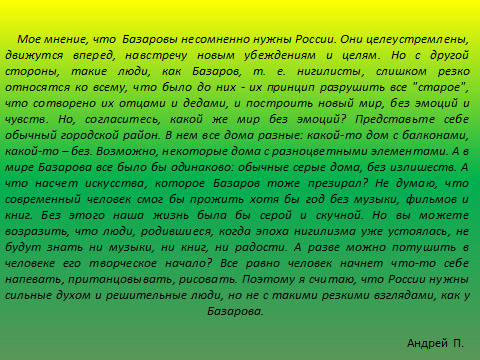 Мое мнение, что Базаровы несомненно нужны России. Они целеустремлены,
движутся вперед, навстречу новым убеждениям и целям. Но с другой
стороны, такие люди, как Базаров, т. е. нигилисты, слишком резко
относятся ко всему, что было до них - их принцип разрушить все "старое",
что сотворено их отцами и дедами, и построить новый мир, без эмоций и
чувств. Но, согласитесь, какой же мир без эмоций? Представьте себе
обычный городской район. В нем все дома разные: какой-то дом с балконами,
какой-то – без. Возможно, некоторые дома с разноцветными элементами. А в
мире Базарова все было бы одинаково: обычные серые дома, без излишеств. А
что насчет искусства, которое Базаров тоже презирал? Не думаю, что
современный человек смог бы прожить хотя бы год без музыки, фильмов и
книг. Без этого наша жизнь была бы серой и скучной. Но вы можете
возразить, что люди, родившиеся, когда эпоха нигилизма уже устоялась, не
будут знать ни музыки, ни книг, ни радости. А разве можно потушить в
человеке его творческое начало? Все равно человек начнет что-то себе
напевать, пританцовывать, рисовать. Поэтому я считаю, что России нужны
сильные духом и решительные люди, но не с такими резкими взглядами, как у
Базарова.
Андрей П.